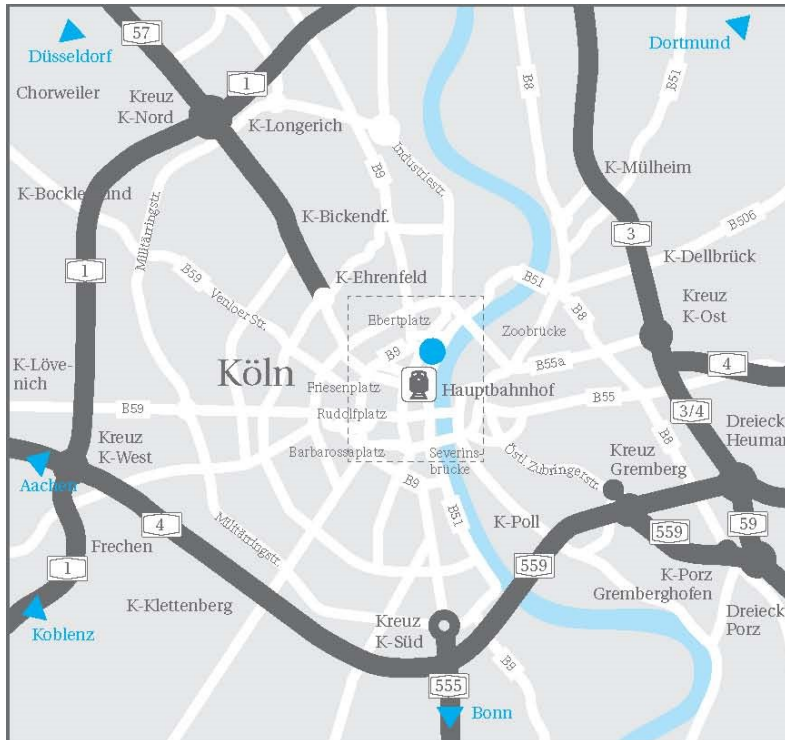 57
Düsseldorf
Dortmund
Chorweiler
Kreuz
K-Nord
1
K-Longerich
B9
Industriestr.
B8
B51
K-Mülheim
K-Bocklemünd
Militärringstr.
K-Bickendf.
B506
3
1
B59
Venloer Str.
K-Ehrenfeld
B51
B8
K-Dellbrück
Kreuz
K-Ost
Ebertplatz
Zoobrücke
B9
K-Löve-
nich
Köln
Friesenplatz
Hauptbahnhof
B55a
4
B59
Rudolfplatz
B55
3/4
Kreuz
K-West
Barbarossaplatz
Severins-
brücke
Östl. Zubringerstr.
Kreuz
Gremberg
B8
Dreieck
Heumar
Aachen
B9
B51
4
Militärringstr.
K-Poll
559
559
59
Frechen
1
K-Klettenberg
K-Porz
Gremberghofen
Koblenz
Kreuz
K-Süd
Dreieck
Porz
B9
555
Bonn